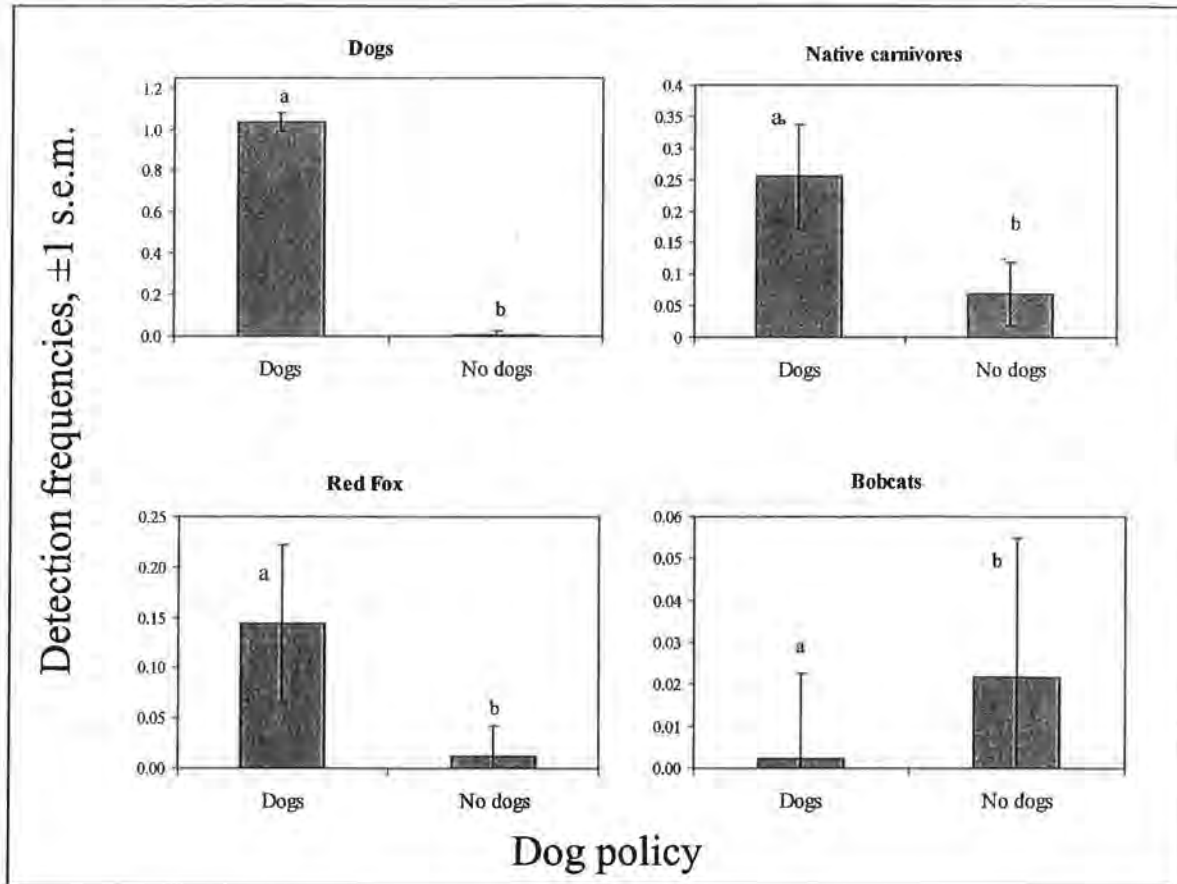 Detection frequencies, ±1 s.e.m.
Dogs
1.2
1.0
0.8
0.6
0.4
0.2
0.0
a
b
Dogs
No dogs
Native carnivores
0.4
0.35
0.3
0.25
0.2
0.15
0.1
0.05
0
a
b
Dogs
No dogs
Red Fox
0.25
0.20
0.15
0.10
0.05
0.00
a
b
Dogs
No dogs
Bobcats
0.06
0.05
0.04
0.03
0.02
0.01
0.00
a
b
Dogs
No dogs
Dog policy